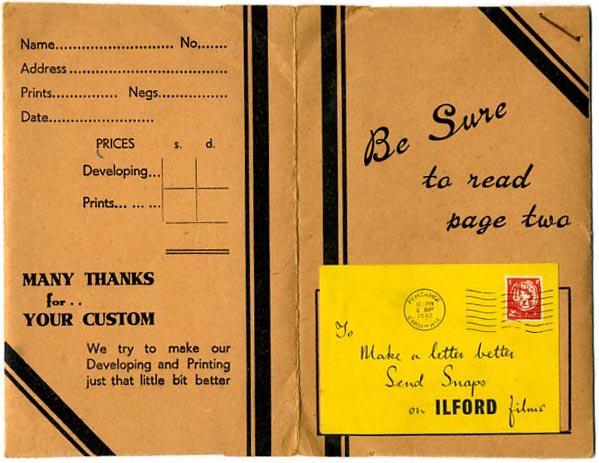 Name.......................... No.......
Address ...................................
Prints.............. Negs...............
Date.......................
PRICES s. d.
Developing...
Prints... ... ...
MANY THANKS
for . .
YOUR CUSTOM
We try to make our
Developing and Printing
just that little bit better
Be Sure
to read
page two
PENZANCE
CORNWALL
To
Make a letter better
Send Snaps
on ILFORD films